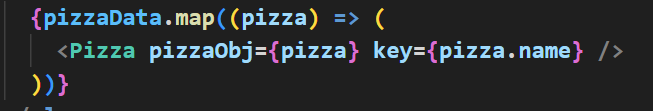 {pizzaData.map((pizza) => (
<Pizza pizzaObj={pizza} key={pizza.name} />
))}